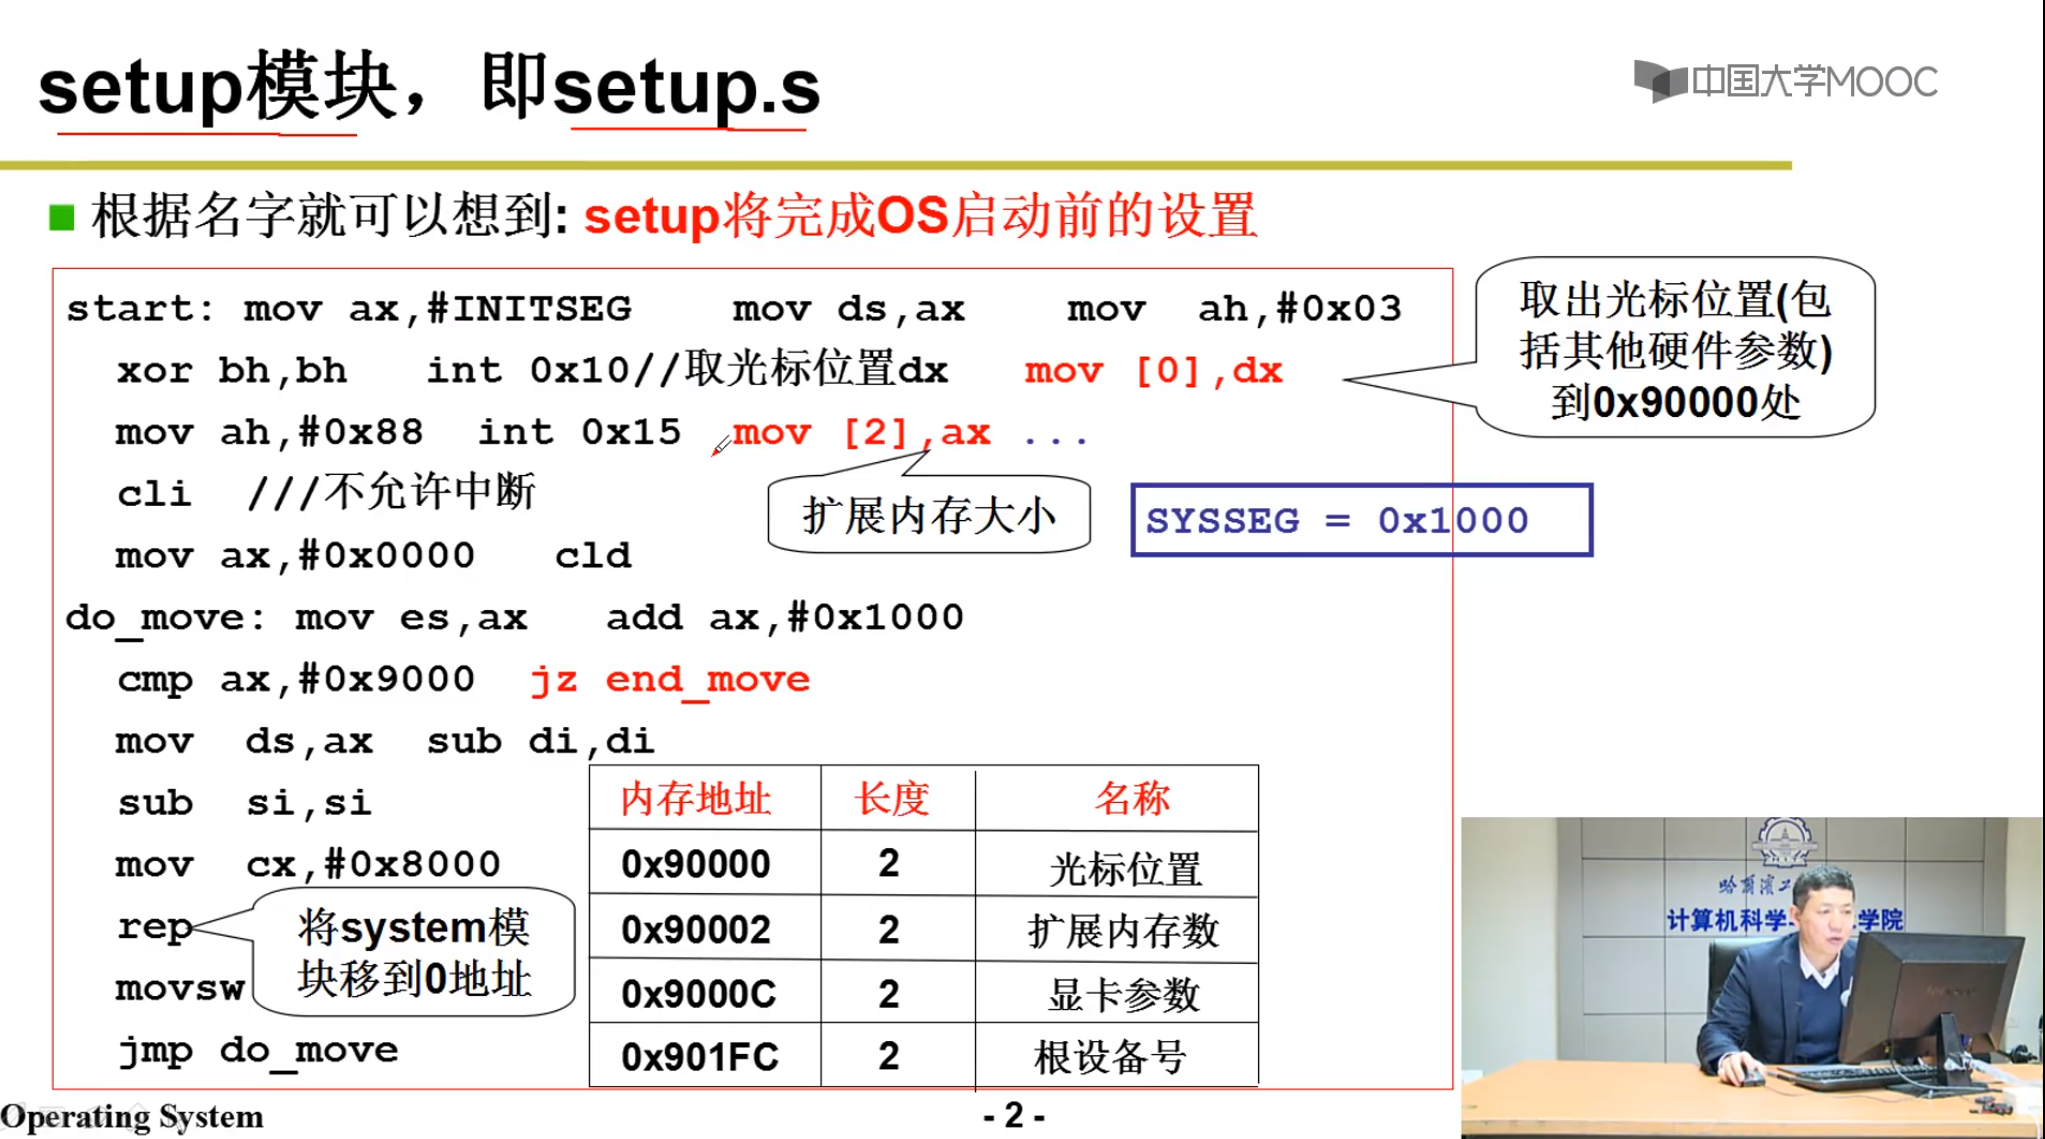 setup模块，即setup.s
中国大学MOOC
根据名字就可以想到: setup将完成OS启动前的设置
start: mov ax,#INITSEG mov ds,ax mov ah,#0x03
xor bh,bh int 0x10//取光标位置dx mov [0],dx
mov ah,#0x88 int 0x15 mov [2],ax ...
cli ///不允许中断
mov ax,#0x0000 cld
do_move: mov es,ax add ax,#0x1000
cmp ax,#0x9000 jz end_move
mov ds,ax sub di,di
sub si,si
mov cx,#0x8000
rep
movsw
jmp do_move
取出光标位置(包
括其他硬件参数)
到0x90000处
扩展内存大小
SYSSEG = 0x1000
将system模
块移到0地址
内存地址 长度 名称
0x90000 2 光标位置
0x90002 2 扩展内存数
0x9000C 2 显卡参数
0x901FC 2 根设备号
哈尔滨
计算机科学 学院
Operating System
- 2 -